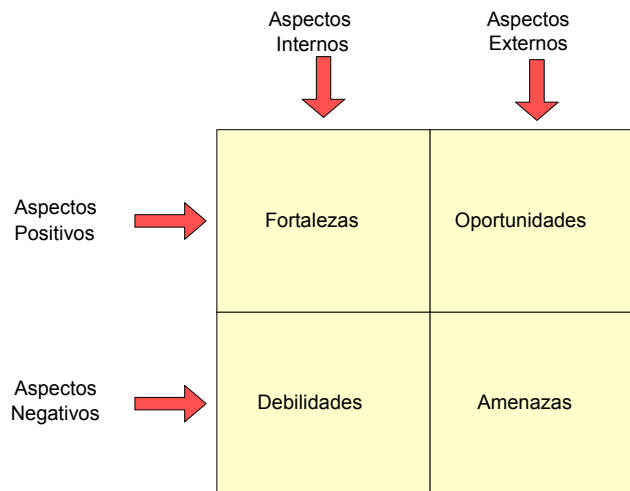 Aspectos
Internos
Aspectos
Externos
Aspectos
Positivos
Fortalezas
Oportunidades
Aspectos
Negativos
Debilidades
Amenazas